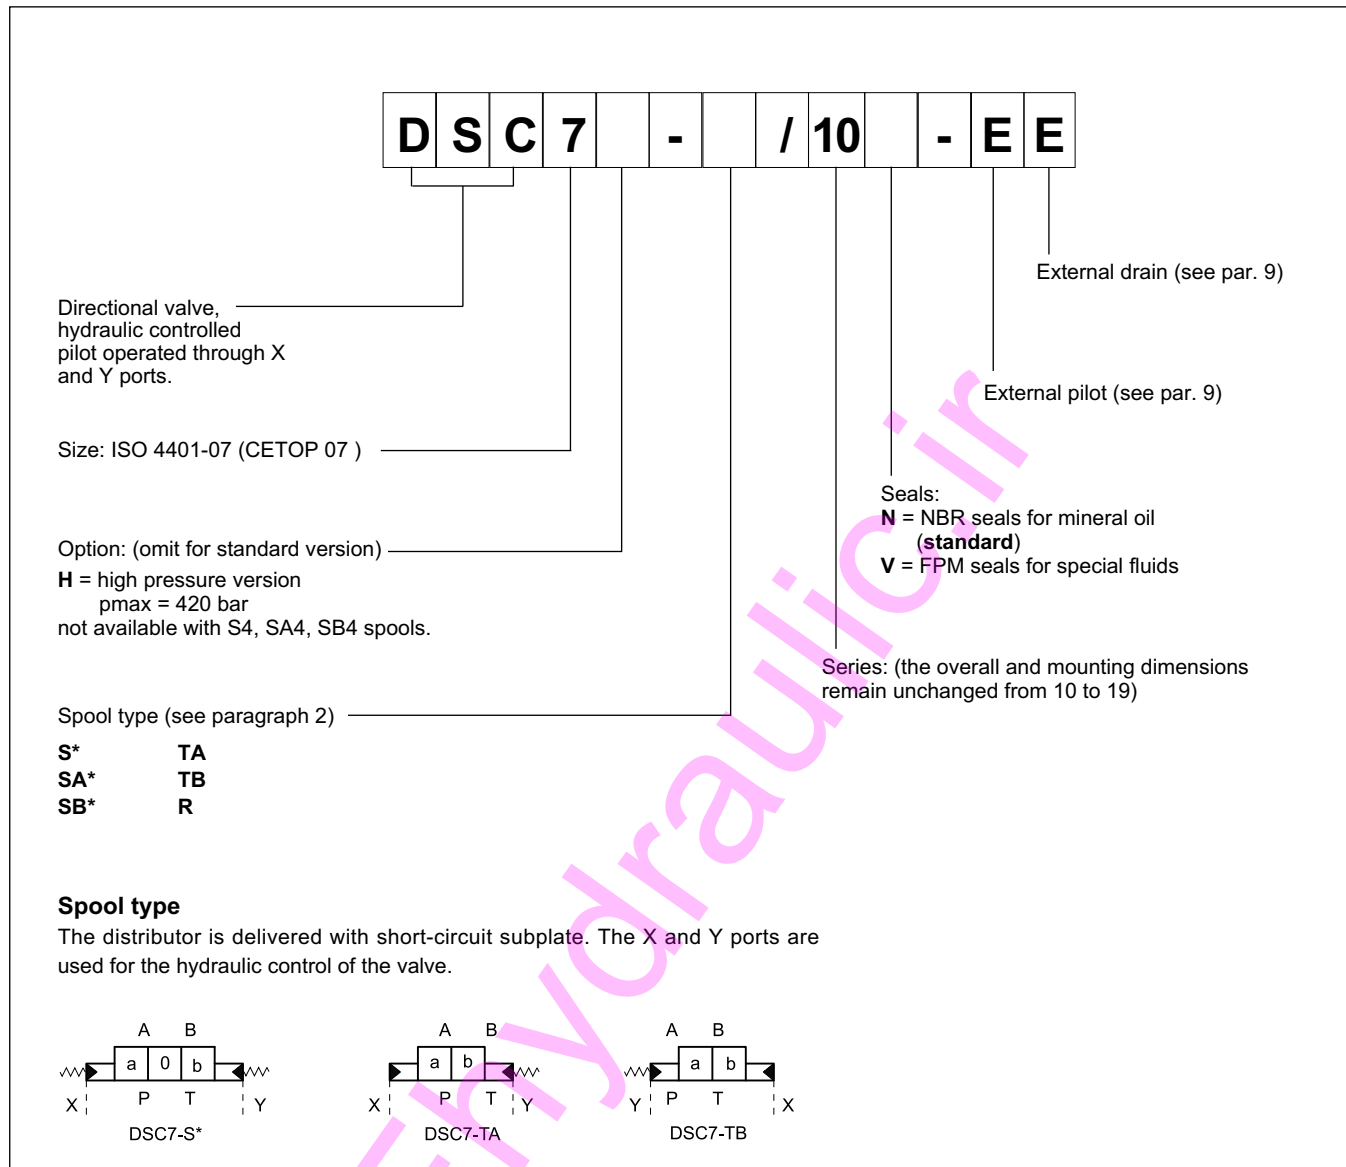 D S C 7 - / 10 - E E
External drain (see par. 9)
Directional valve,
hydraulic controlled
pilot operated through X
and Y ports.
External pilot (see par. 9)
Size: ISO 4401-07 (CETOP 07 )
Seals:
N = NBR seals for mineral oil
(standard)
V = FPM seals for special fluids
Option: (omit for standard version)
H = high pressure version
pmax = 420 bar
not available with S4, SA4, SB4 spools.
Series: (the overall and mounting dimensions
remain unchanged from 10 to 19)
Spool type (see paragraph 2)
S* TA
SA* TB
SB* R
Spool type
The distributor is delivered with short-circuit subplate. The X and Y ports are
used for the hydraulic control of the valve.
A B
a 0 b
X P T Y
DSC7-S*
A B
a b
X P T Y
DSC7-TA
A B
a b
Y P T X
DSC7-TB